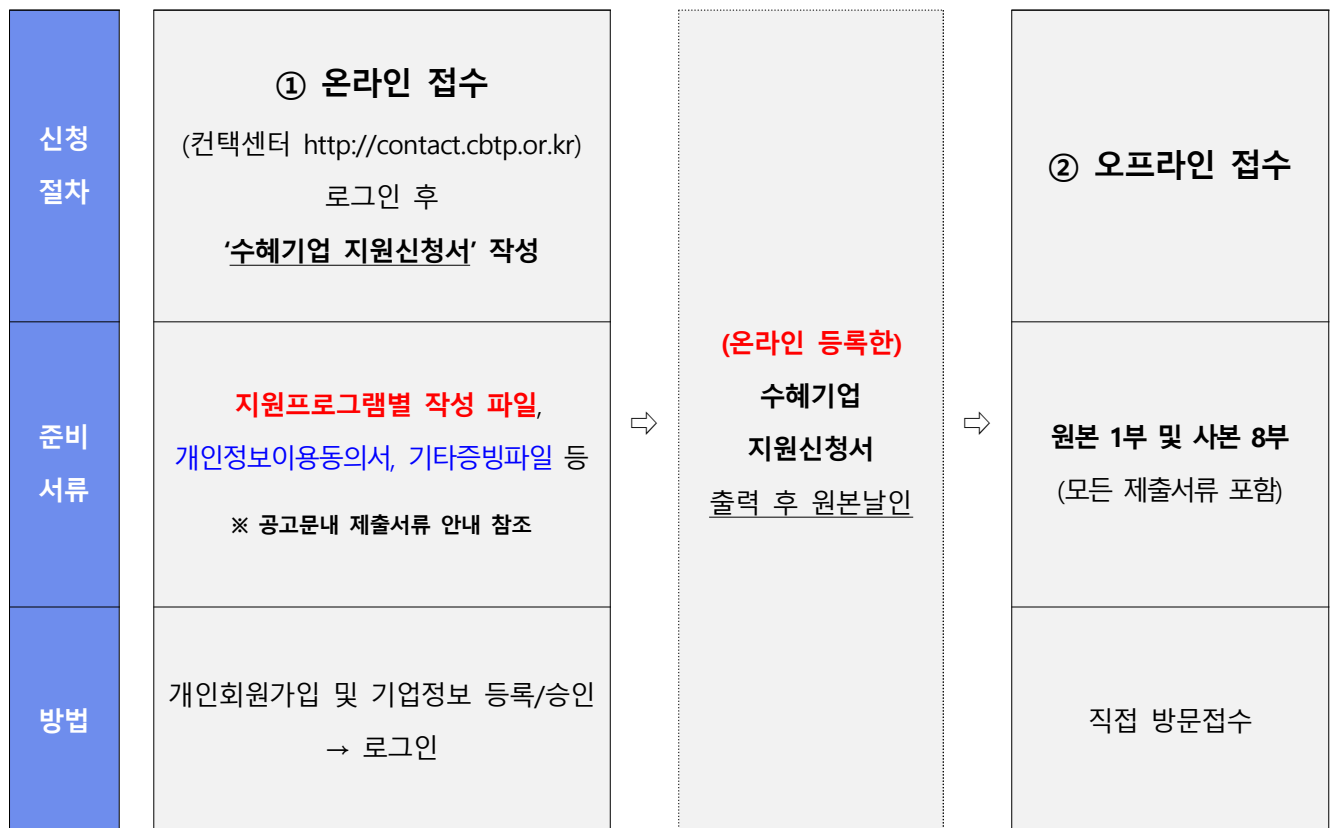 신청
절차
① 온라인 접수
(컨택센터 http://contact.cbtp.or.kr)
로그인 후
‘수혜기업 지원신청서’ 작성
② 오프라인 접수
준비
서류
지원프로그램별 작성 파일,
개인정보이용동의서, 기타증빙파일 등
※ 공고문내 제출서류 안내 참조
⇨
(온라인 등록한)
수혜기업
지원신청서
출력 후 원본날인
⇨
원본 1부 및 사본 8부
(모든 제출서류 포함)
방법
개인회원가입 및 기업정보 등록/승인
→ 로그인
직접 방문접수